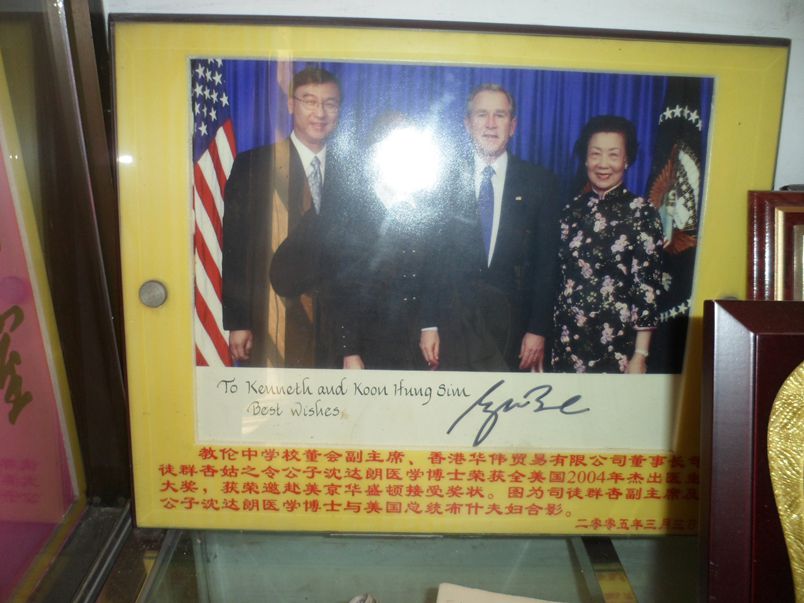 To Kenneth and Koon Hung Sim
Best wishes,
教伦中学校董会副主席、香港华伟贸易有限公司董事长司
徒群杏姑之令公子沈达朗医学博士荣获全美国2004年杰出医生
大奖，获荣邀赴美京华盛顿接受奖状。图为司徒群杏副主席及
公子沈达朗医学博士与美国总统布什夫妇合影。
二零零五年三月三日